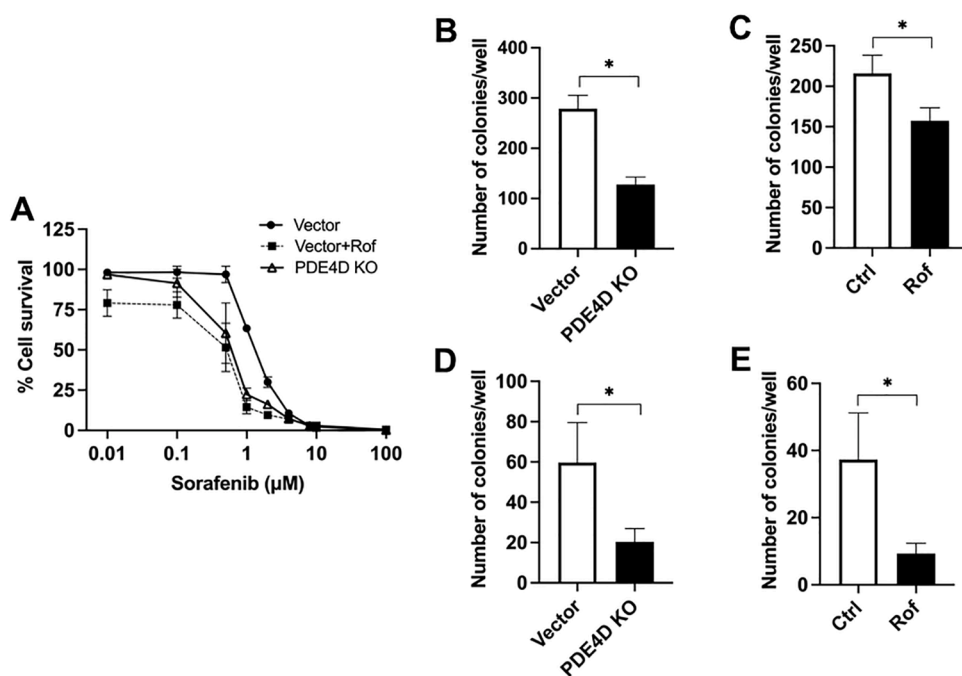 A
% Cell survival
125
100
75
50
25
0
0.01 0.1 1 10 100
Sorafenib (μM)
Vector
Vector+Rof
PDE4D KO
B
Number of colonies/well
400
300
200
100
0
*
Vector
PDE4D KO
C
Number of colonies/well
250
200
150
100
50
0
*
Ctrl
Rof
D
Number of colonies/well
100
80
60
40
20
0
*
Vector
PDE4D KO
E
Number of colonies/well
60
40
20
0
*
Ctrl
Rof